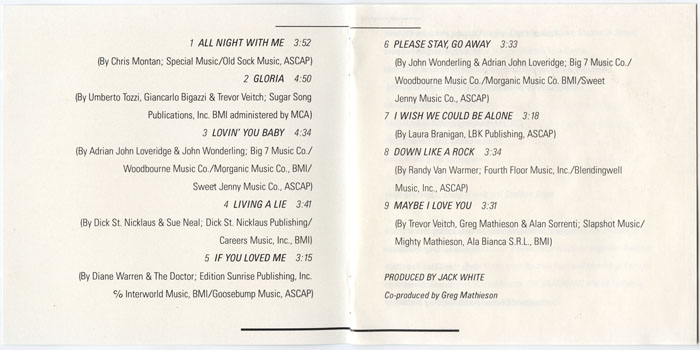 1 ALL NIGHT WITH ME 3:52
(By Chris Montan; Special Music/Old Sock Music, ASCAP)
2 GLORIA 4:50
(By Umberto Tozzi, Giancarlo Bigazzi & Trevor Veitch; Sugar Song
Publications, Inc. BMI administered by MCA)
3 LOVIN' YOU BABY 4:34
(By Adrian John Loveridge & John Wonderling; Big 7 Music Co./
Woodbourne Music Co./Morganic Music Co., BMI/
Sweet Jenny Music Co., ASCAP)
4 LIVING A LIE 3:41
(By Dick St. Nicklaus & Sue Neal; Dick St. Nicklaus Publishing/
Careers Music, Inc., BMI)
5 IF YOU LOVED ME 3:15
(By Diane Warren & The Doctor; Edition Sunrise Publishing, Inc.
℅ Interworld Music, BMI/Goosebump Music, ASCAP)
6 PLEASE STAY, GO AWAY 3:33
(By John Wonderling & Adrian John Loveridge; Big 7 Music Co./
Woodbourne Music Co./Morganic Music Co. BMI/Sweet
Jenny Music Co., ASCAP)
7 I WISH WE COULD BE ALONE 3:18
(By Laura Branigan, LBK Publishing, ASCAP)
8 DOWN LIKE A ROCK 3:34
(By Randy Van Warmer; Fourth Floor Music, Inc./Blendingwell
Music, Inc., ASCAP)
9 MAYBE I LOVE YOU 3:31
(By Trevor Veitch, Greg Mathieson & Alan Sorrenti; Slapshot Music/
Mighty Mathieson, Ala Bianca S.R.L., BMI)
PRODUCED BY JACK WHITE
Co-produced by Greg Mathieson